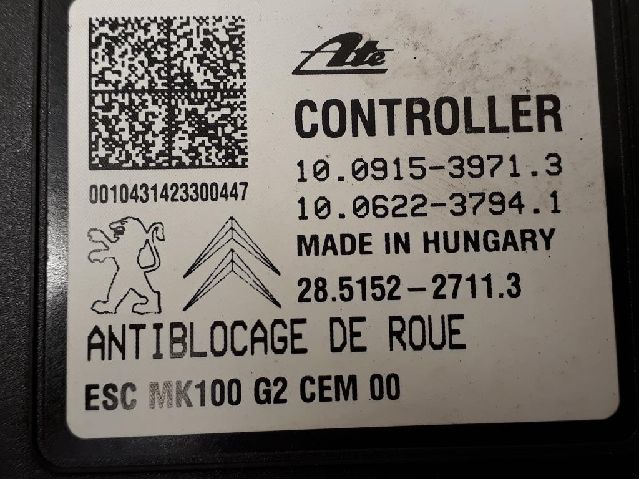 Ate
CONTROLLER
10.0915-3971.3
10.0622-3794.1
0010431423300447
MADE IN HUNGARY
28.5152-2711.3
ANTIBLOCAGE DE ROUE
ESC MK100 G2 CEM 00